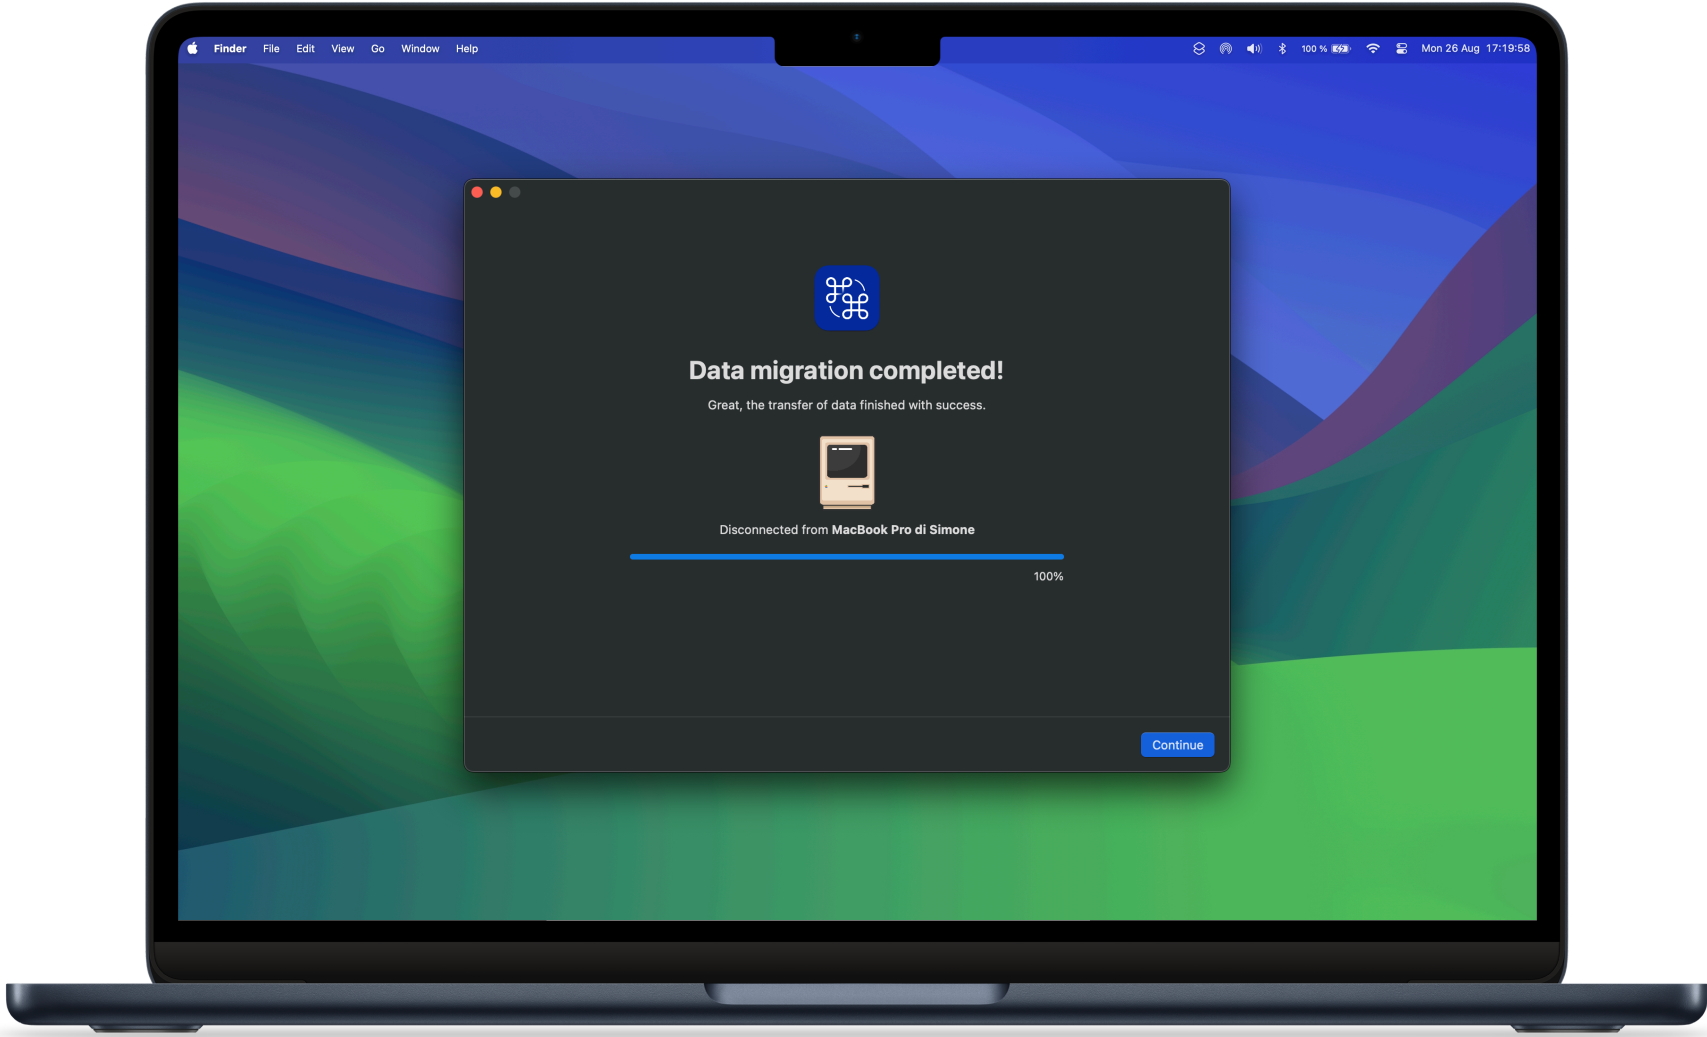 Finder File Edit View Go Window Help 100 % Mon 26 Aug 17:19:58
Data migration completed!
Great, the transfer of data finished with success.
Disconnected from MacBook Pro di Simone
100%
Continue